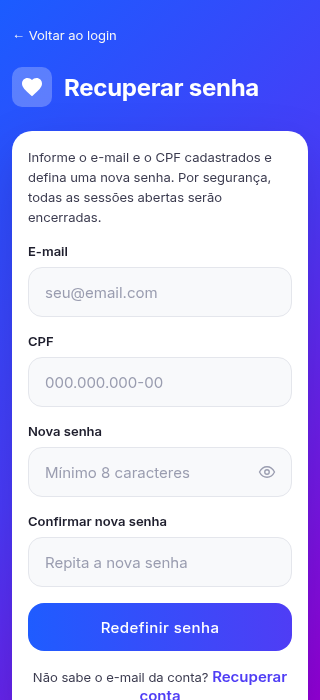 ← Voltar ao login
Recuperar senha
Informe o e-mail e o CPF cadastrados e
defina uma nova senha. Por segurança,
todas as sessões abertas serão
encerradas.
E-mail
seu@email.com
CPF
000.000.000-00
Nova senha
Mínimo 8 caracteres
Confirmar nova senha
Repita a nova senha
Redefinir senha
Não sabe o e-mail da conta? Recuperar
conta